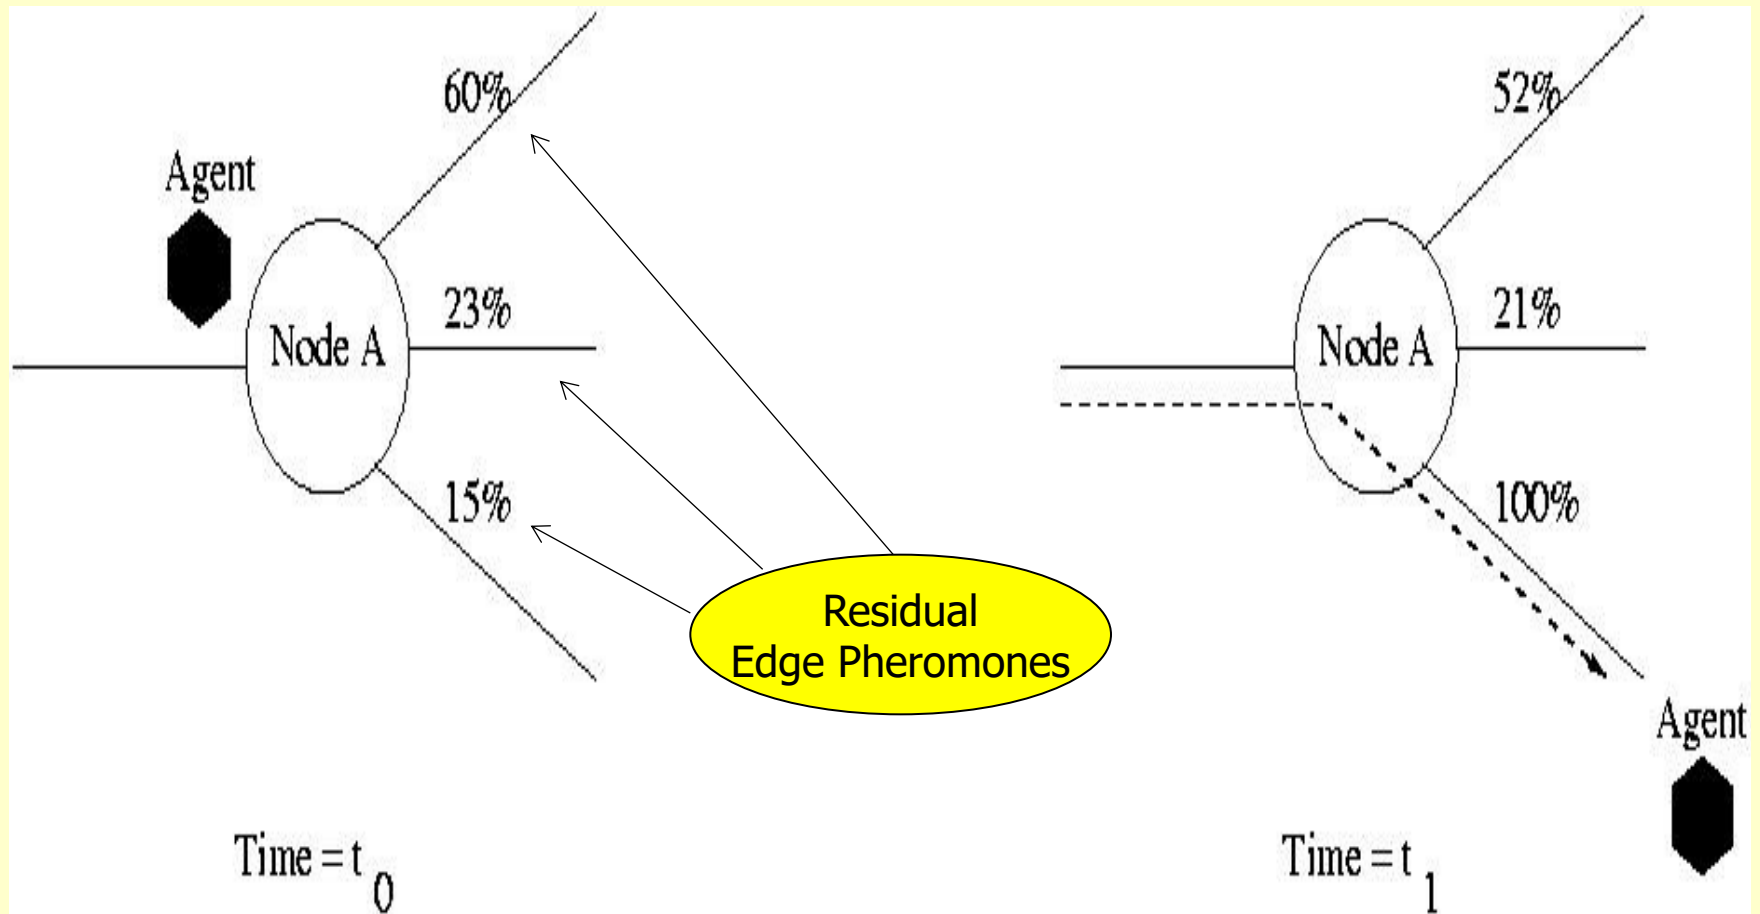 60%
Agent
23%
Node A
15%
Time = t 0
Residual
Edge Pheromones
52%
21%
Node A
100%
Agent
Time = t 1